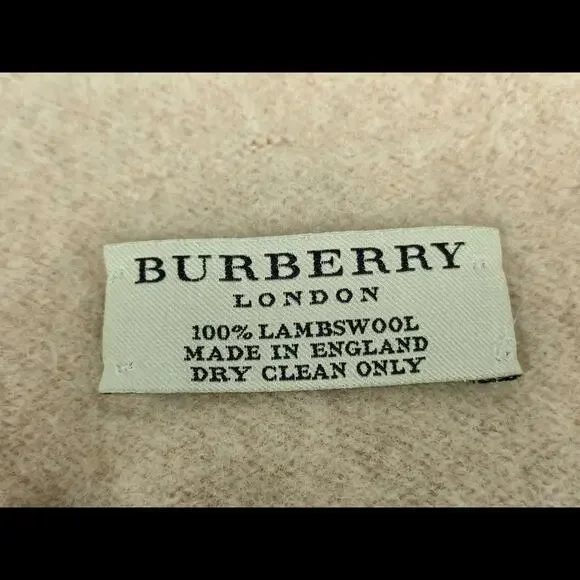 BURBERRY
LONDON
100% LAMBSWOOL
MADE IN ENGLAND
DRY CLEAN ONLY